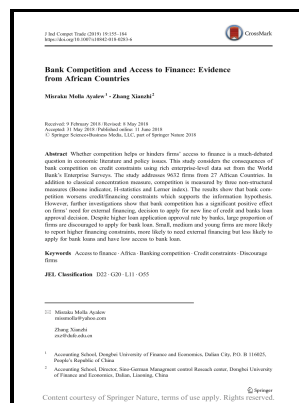 J Ind Compet Trade (2019) 19:155–184
https://doi.org/10.1007/s10842-018-0283-6
CrossMark
Bank Competition and Access to Finance: Evidence
from African Countries
Misraku Molla Ayalew1 · Zhang Xianzhi2
Received: 9 February 2018 / Revised: 8 May 2018
Accepted: 31 May 2018 / Published online: 11 June 2018
© Springer Science+Business Media, LLC, part of Springer Nature 2018
Abstract Whether competition helps or hinders firms' access to finance is a much-debated
question in economic literature and policy issues. This study considers the consequences of
bank competition on credit constraints using rich enterprise-level data set from the World
Bank's Enterprise Surveys. The study addresses 9632 firms from 27 African Countries. In
addition to classical concentration measure, competition is measured by three non-structural
measures (Boone indicator, H-statistics and Lerner index). The results show that bank com-
petition worsens credit/financing constraints which supports the information hypothesis.
However, further investigations show that bank competition has a significant positive effect
on firms' need for external financing, decision to apply for new line of credit and banks loan
approval decision. Despite higher loan application approval rate by banks, large proportion of
firms are discouraged to apply for bank loan. Small, medium and young firms are more likely
to report higher financing constraints, more likely to need external financing but less likely to
apply for bank loans and have low access to bank loan.
Keywords Access to finance · Africa · Banking competition · Credit constraints · Discourage
firms
JEL Classification D22 · G20 · L11 · O55
✉ Misraku Molla Ayalew
missmolla@yahoo.com
Zhang Xianzhi
zxz@dufe.edu.cn
1 Accounting School, Dongbei University of Finance and Economics, Dalian City, P.O. B 116025,
People's Republic of China
2 Accounting School, Director, Sino-German Management control Reseach center, Dongbei University
of Finance and Economics, Dalian, Liaoning, China
Springer
Content courtesy of Springer Nature, terms of use apply. Rights reserved.